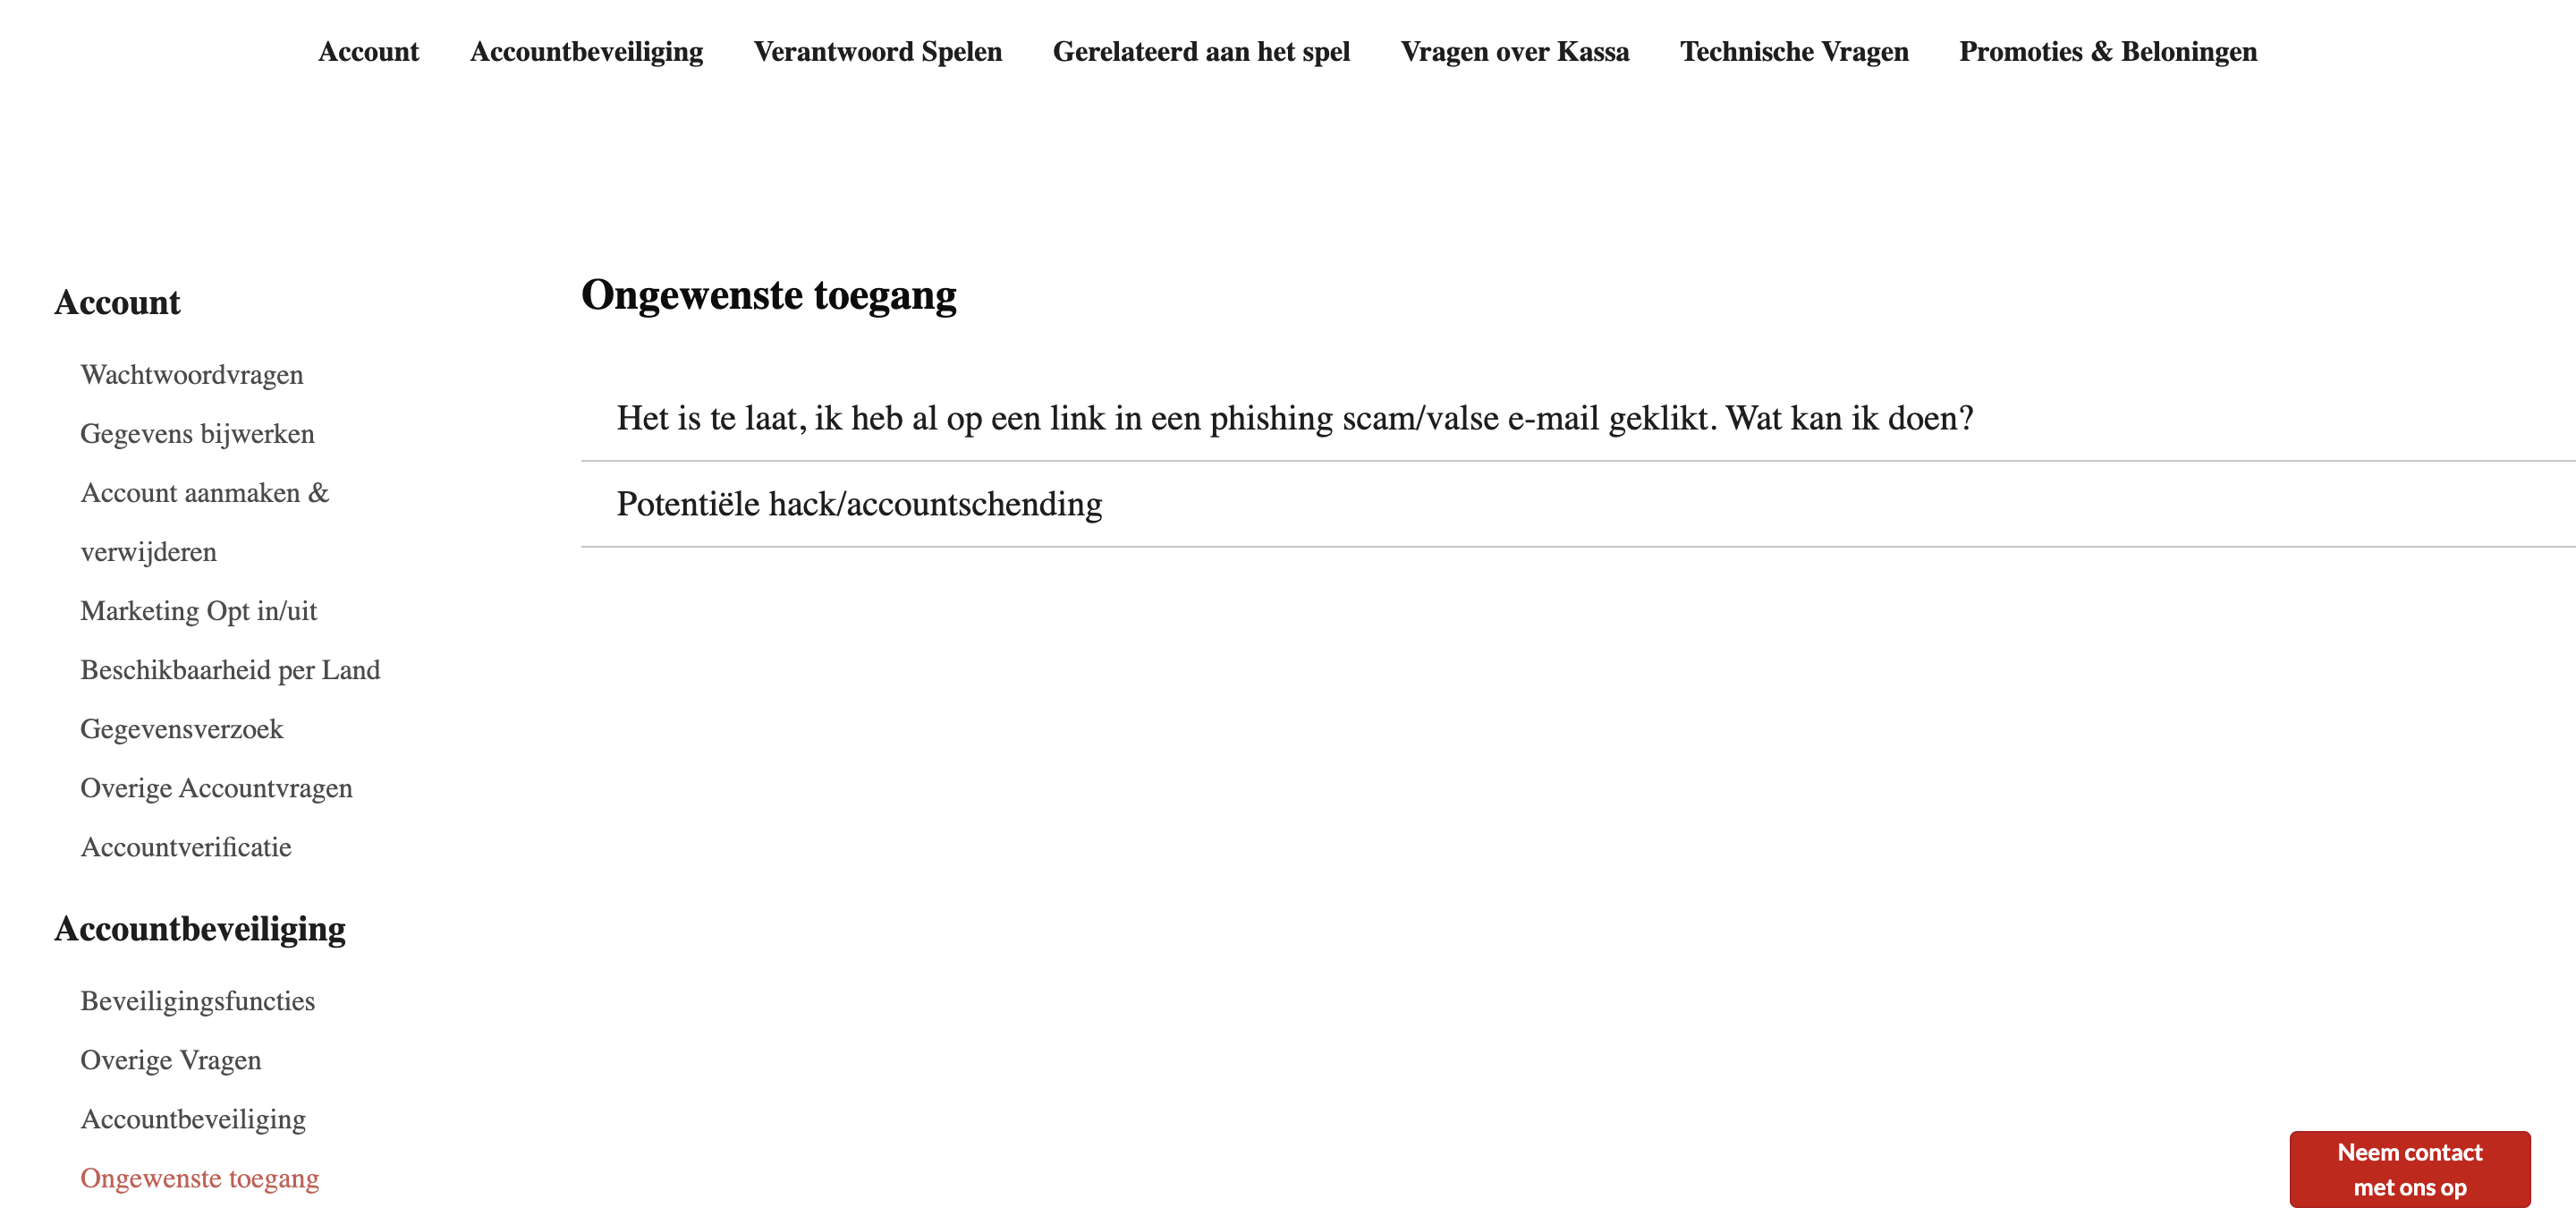 Account Accountbeveiliging Verantwoord Spelen Gerelateerd aan het spel Vragen over Kassa Technische Vragen Promoties & Beloningen
Account
Wachtwoordvragen
Gegevens bijwerken
Account aanmaken &
verwijderen
Marketing Opt in/uit
Beschikbaarheid per Land
Gegevensverzoek
Overige Accountvragen
Accountverificatie
Accountbeveiliging
Beveiligingsfuncties
Overige Vragen
Accountbeveiliging
Ongewenste toegang
Ongewenste toegang
Het is te laat, ik heb al op een link in een phishing scam/valse e-mail geklikt. Wat kan ik doen?
Potentiële hack/accountschending
Neem contact
met ons op